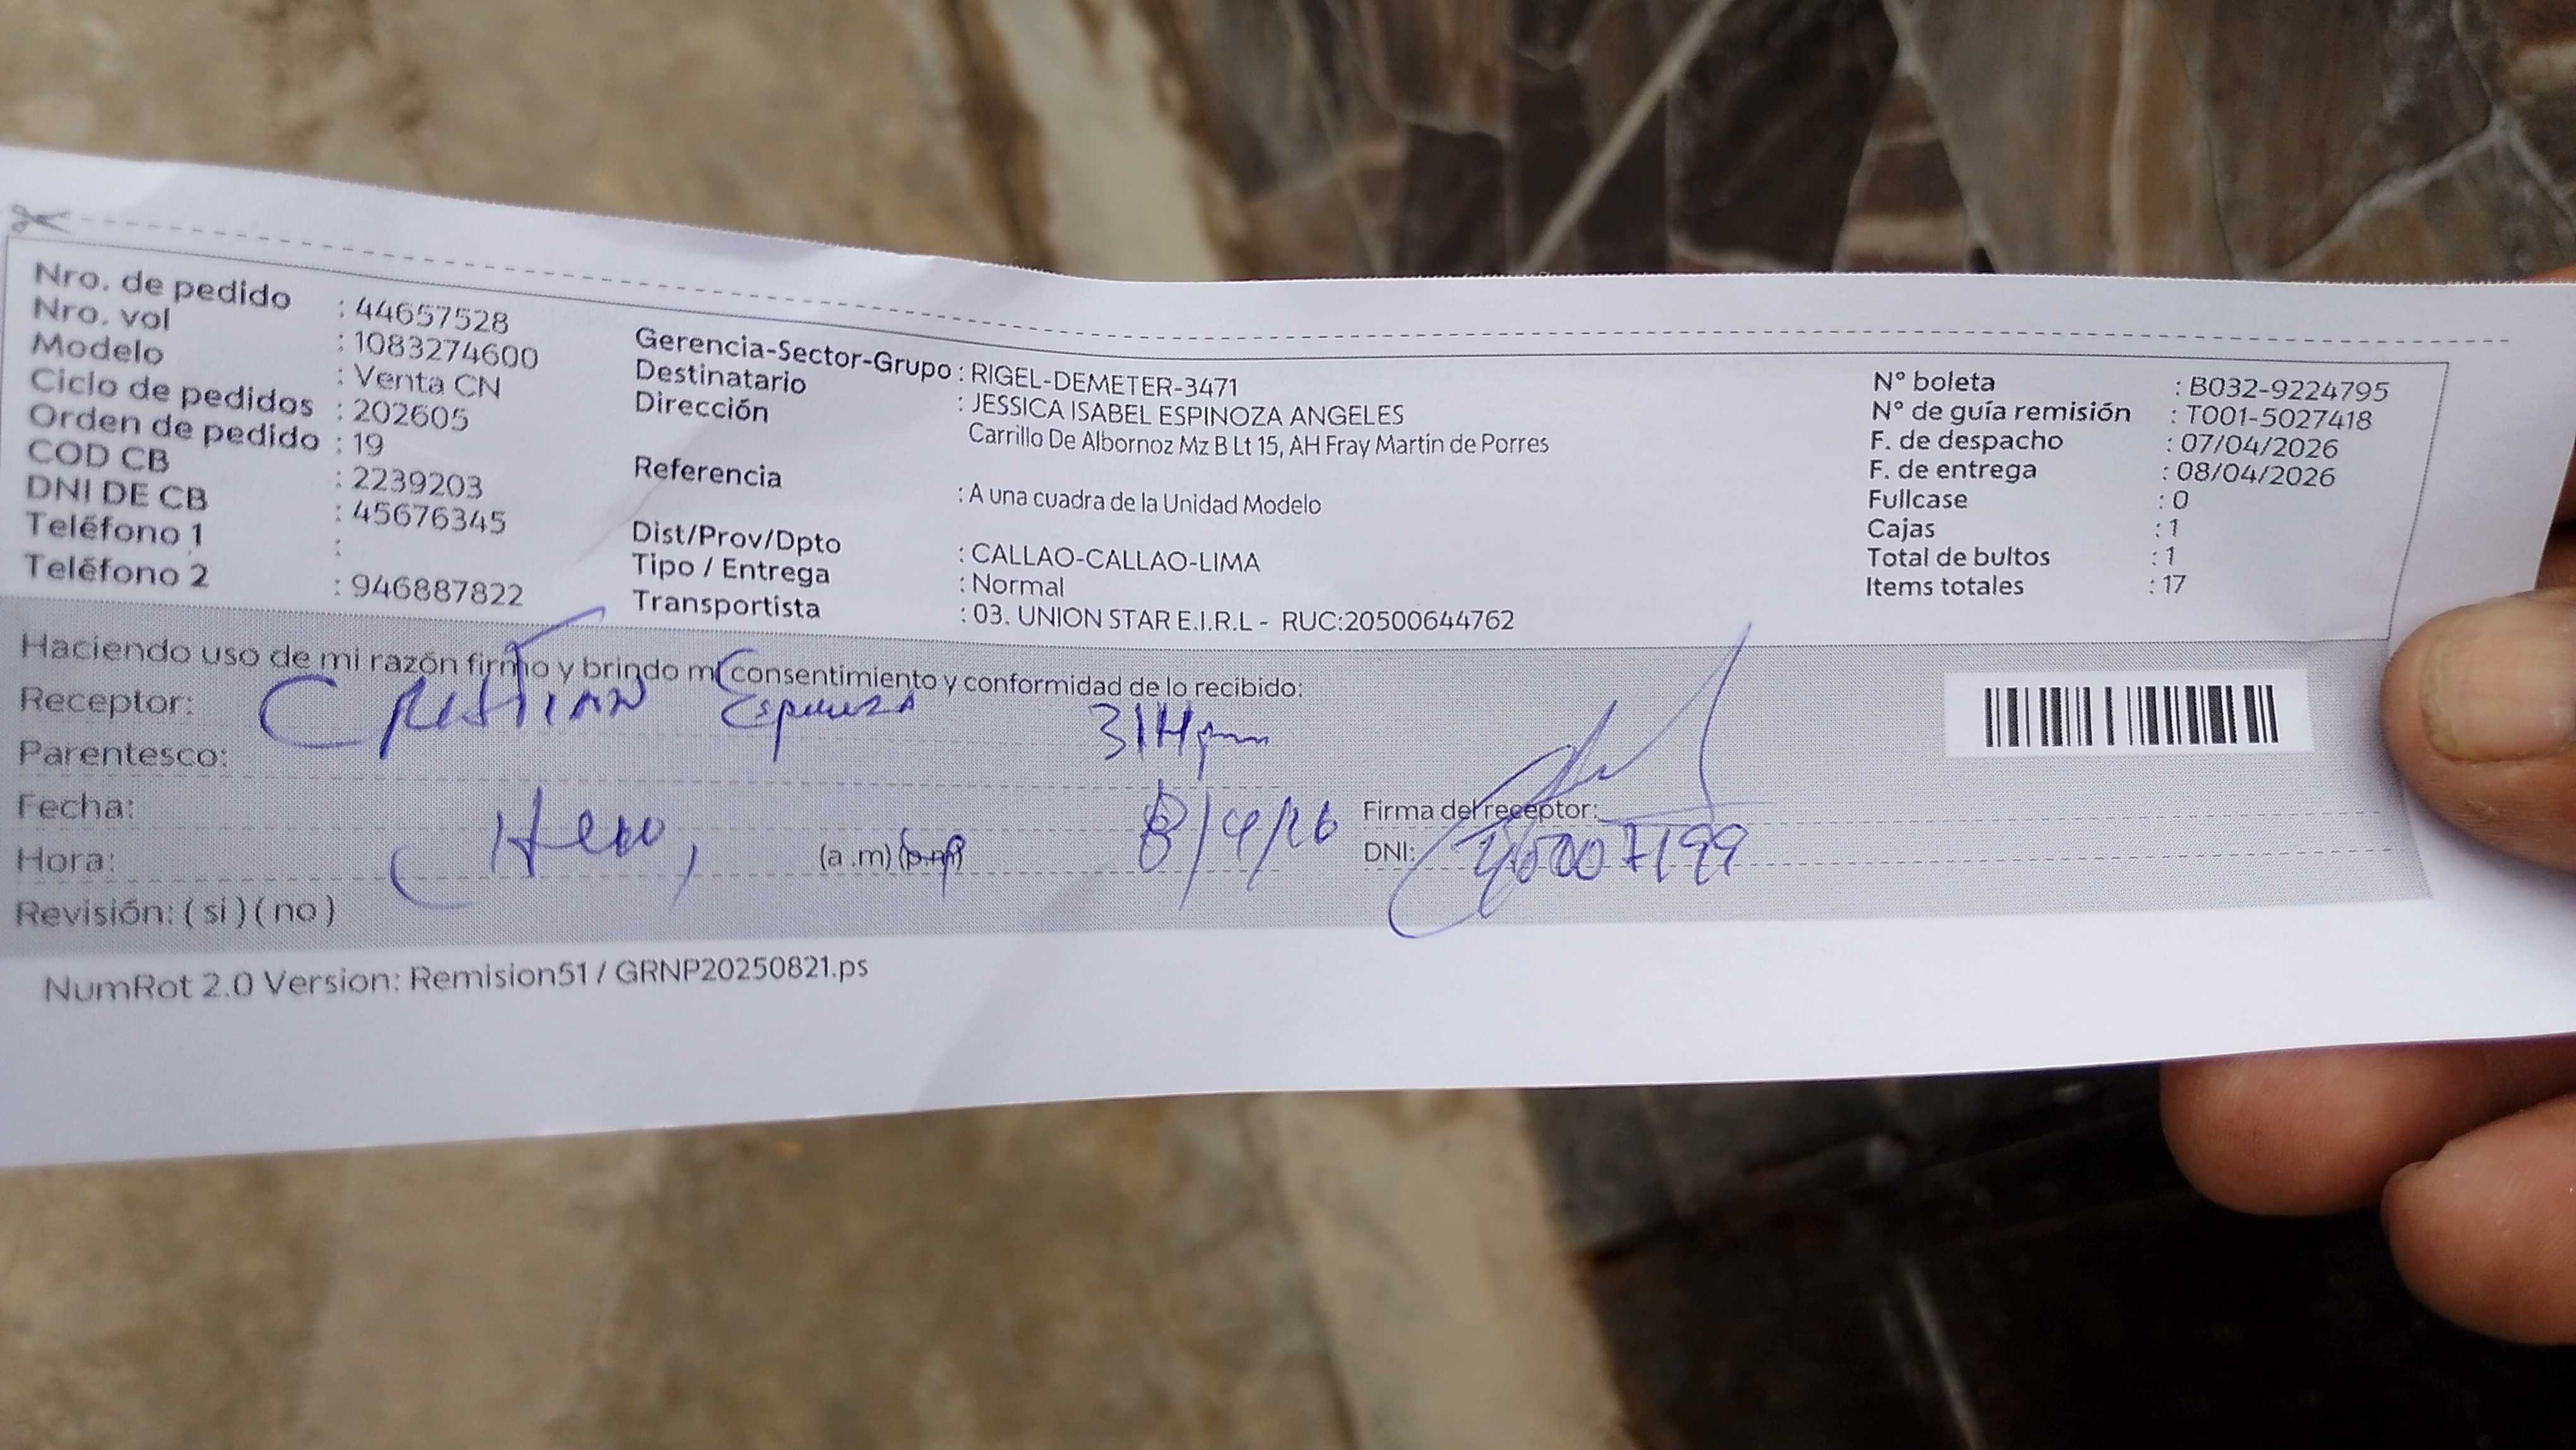 Nro. de pedido : 44657528
Nro. vol : 1083274600
Modelo : Venta CN
Ciclo de pedidos : 202605
Orden de pedido : 19
COD CB : 2239203
DNI DE CB : 45676345
Teléfono 1 :
Teléfono 2 : 946887822
Gerencia-Sector-Grupo : RIGEL-DEMETER-3471
Destinatario : JESSICA ISABEL ESPINOZA ANGELES
Dirección Carrillo De Albornoz Mz B Lt 15, AH Fray Martin de Porres
Referencia : A una cuadra de la Unidad Modelo
Dist/Prov/Dpto : CALLAO-CALLAO-LIMA
Tipo / Entrega : Normal
Transportista : 03. UNION STAR E.I.R.L - RUC:20500644762
N° boleta : B032-9224795
N° de guía remisión : T001-5027418
F. de despacho : 07/04/2026
F. de entrega : 08/04/2026
Fullcase : 0
Cajas : 1
Total de bultos : 1
Items totales : 17
Haciendo uso de mi razón firmo y brindo mi consentimiento y conformidad de lo recibido:
Receptor: CRISTIAN Espinoza
Parentesco:
Fecha: 8/4/26
Hora: (a.m) (p.m)
Revisión: ( si ) ( no )
Firma del receptor:
DNI:
NumRot 2.0 Version: Remision51 / GRNP20250821.ps